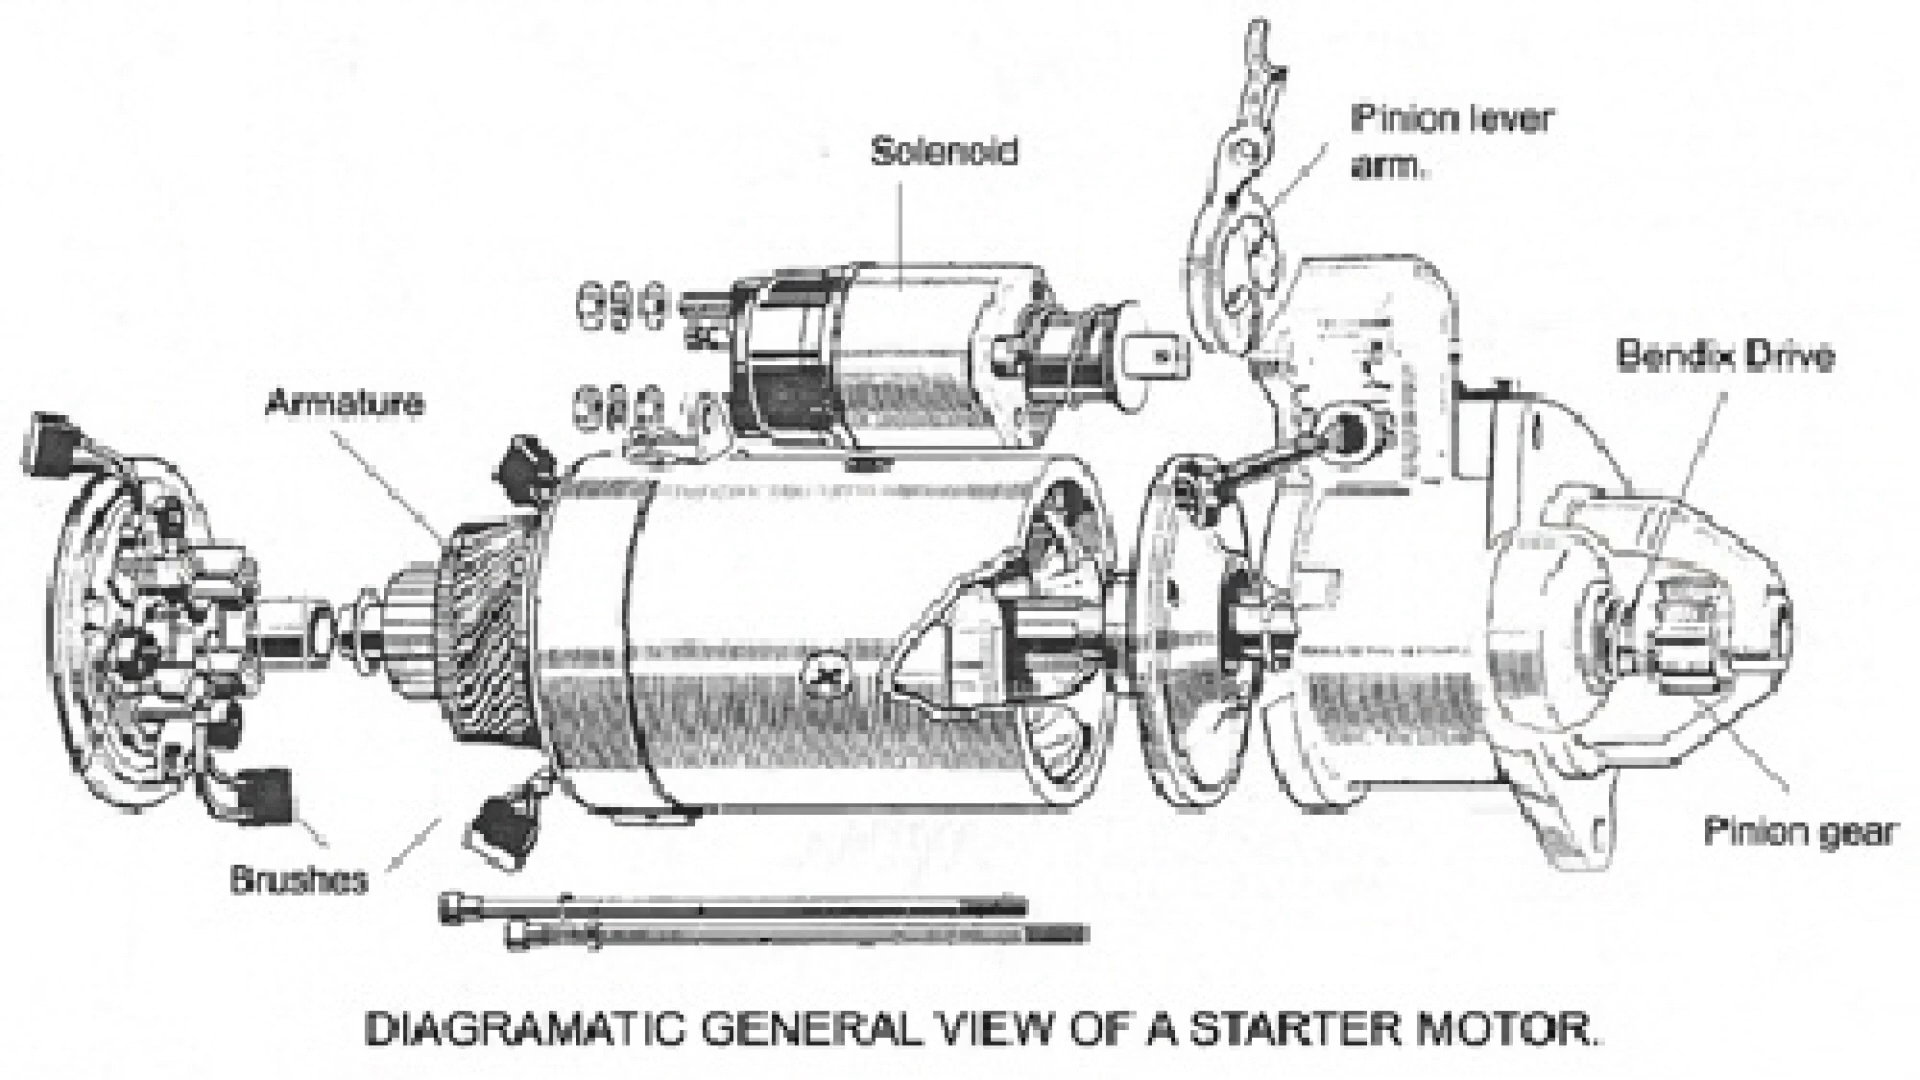 Solenoid
Pinion lever
arm.
Bendix Drive
Armature
Pinion gear
Brushes
DIAGRAMATIC GENERAL VIEW OF A STARTER MOTOR.